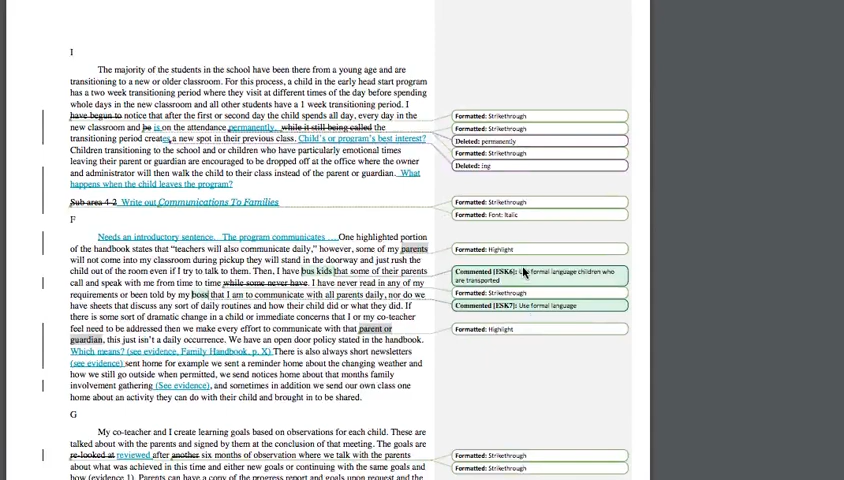 I
The majority of the students in the school have been there from a young age and are
transitioning to a new or older classroom. For this process, a child in the early head start program
has a two week transitioning period where they visit at different times of the day before spending
whole days in the new classroom and all other students have a 1 week transitioning period. I
have begun to notice that after the first or second day the child spends all day, every day in the
new classroom and be is on the attendance permanently, while it still being called the
transitioning period creates a new spot in their previous class. Child's or program's best interest?
Children transitioning to the school and or children who have particularly emotional times
leaving their parent or guardian are encouraged to be dropped off at the office where the owner
and administrator will then walk the child to their class instead of the parent or guardian. What
happens when the child leaves the program?
Sub area 4-2 Write out Communications To Families
F
Needs an introductory sentence. The program communicates …. One highlighted portion
of the handbook states that "teachers will also communicate daily," however, some of my parents
will not come into my classroom during pickup they will stand in the doorway and just rush the
child out of the room even if I try to talk to them. Then, I have bus kids that some of their parents
call and speak with me from time to time while some never have. I have never read in any of my
requirements or been told by my boss that I am to communicate with all parents daily, nor do we
have sheets that discuss any sort of daily routines and how their child did or what they did. If
there is some sort of dramatic change in a child or immediate concerns that I or my co-teacher
feel need to be addressed then we make every effort to communicate with that parent or
guardian, this just isn't a daily occurrence. We have an open door policy stated in the handbook.
Which means? (see evidence, Family Handbook, p. X) There is also always short newsletters
(see evidence) sent home for example we sent a reminder home about the changing weather and
how we still go outside when permitted, we send notices home about that months family
involvement gathering (See evidence), and sometimes in addition we send our own class one
home about an activity they can do with their child and brought in to be shared.
G
My co-teacher and I create learning goals based on observations for each child. These are
talked about with the parents and signed by them at the conclusion of that meeting. The goals are
re-looked at reviewed after another six months of observation where we talk with the parents
about what was achieved in this time and either new goals or continuing with the same goals and
how (evidence 1). Parents can have a copy of the progress report and goals upon request and the
Formatted: Strikethrough
Formatted: Strikethrough
Deleted: permanently
Formatted: Strikethrough
Deleted: ing
Formatted: Strikethrough
Formatted: Font: Italic
Formatted: Highlight
Commented [ESK6]: Use formal language children who
are transported
Formatted: Strikethrough
Commented [ESK7]: Use formal language
Formatted: Highlight
Formatted: Strikethrough
Formatted: Strikethrough